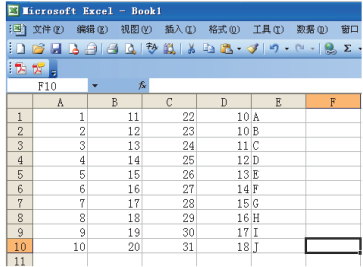 Microsoft Excel - Book1
文件(F) 编辑(E) 视图(V) 插入(I) 格式(O) 工具(T) 数据(D) 窗口
F10 fx
A B C D E F
1 1 11 22 10 A
2 2 12 23 10 B
3 3 13 24 11 C
4 4 14 25 12 D
5 5 15 26 13 E
6 6 16 27 14 F
7 7 17 28 15 G
8 8 18 29 16 H
9 9 19 30 17 I
10 10 20 31 18 J
11